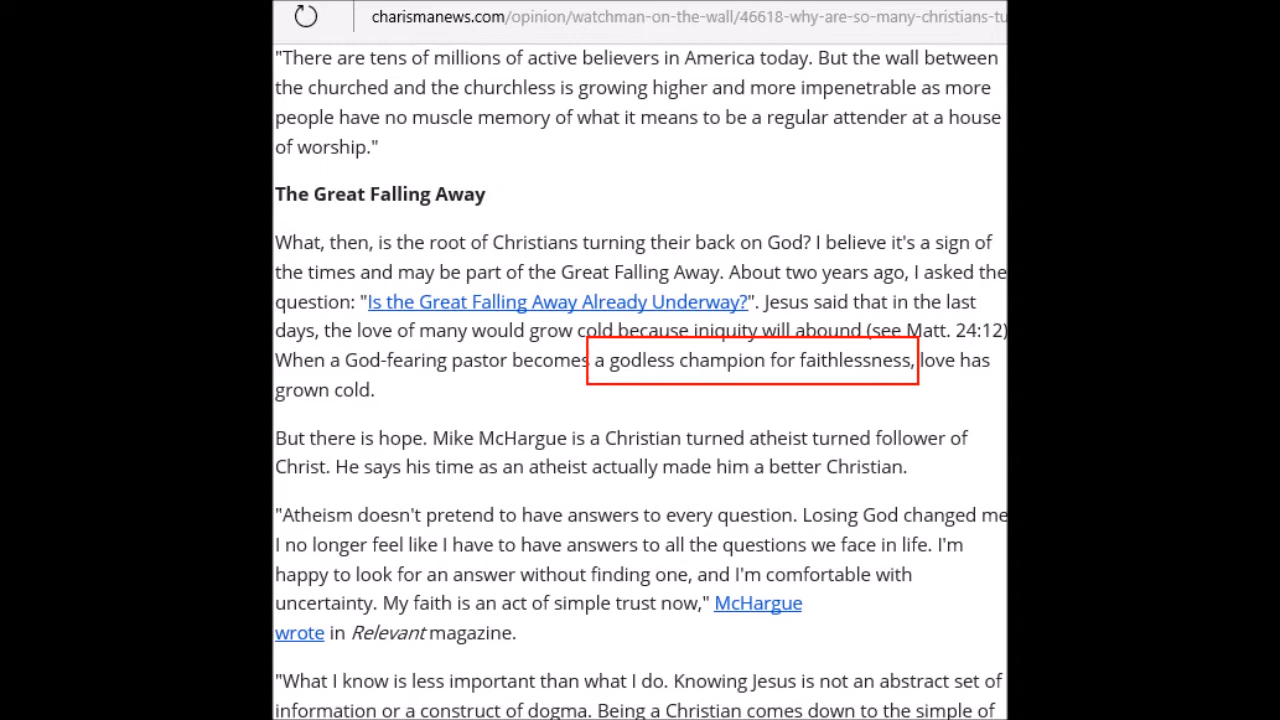 charismanews.com/opinion/watchman-on-the-wall/46618-why-are-so-many-christians-tu
"There are tens of millions of active believers in America today. But the wall between
the churched and the churchless is growing higher and more impenetrable as more
people have no muscle memory of what it means to be a regular attender at a house
of worship."
The Great Falling Away
What, then, is the root of Christians turning their back on God? I believe it's a sign of
the times and may be part of the Great Falling Away. About two years ago, I asked the
question: "Is the Great Falling Away Already Underway?". Jesus said that in the last
days, the love of many would grow cold because iniquity will abound (see Matt. 24:12)
When a God-fearing pastor becomes a godless champion for faithlessness, love has
grown cold.
But there is hope. Mike McHargue is a Christian turned atheist turned follower of
Christ. He says his time as an atheist actually made him a better Christian.
"Atheism doesn't pretend to have answers to every question. Losing God changed me
I no longer feel like I have to have answers to all the questions we face in life. I'm
happy to look for an answer without finding one, and I'm comfortable with
uncertainty. My faith is an act of simple trust now," McHargue
wrote in Relevant magazine.
"What I know is less important than what I do. Knowing Jesus is not an abstract set of
information or a construct of dogma. Being a Christian comes down to the simple of